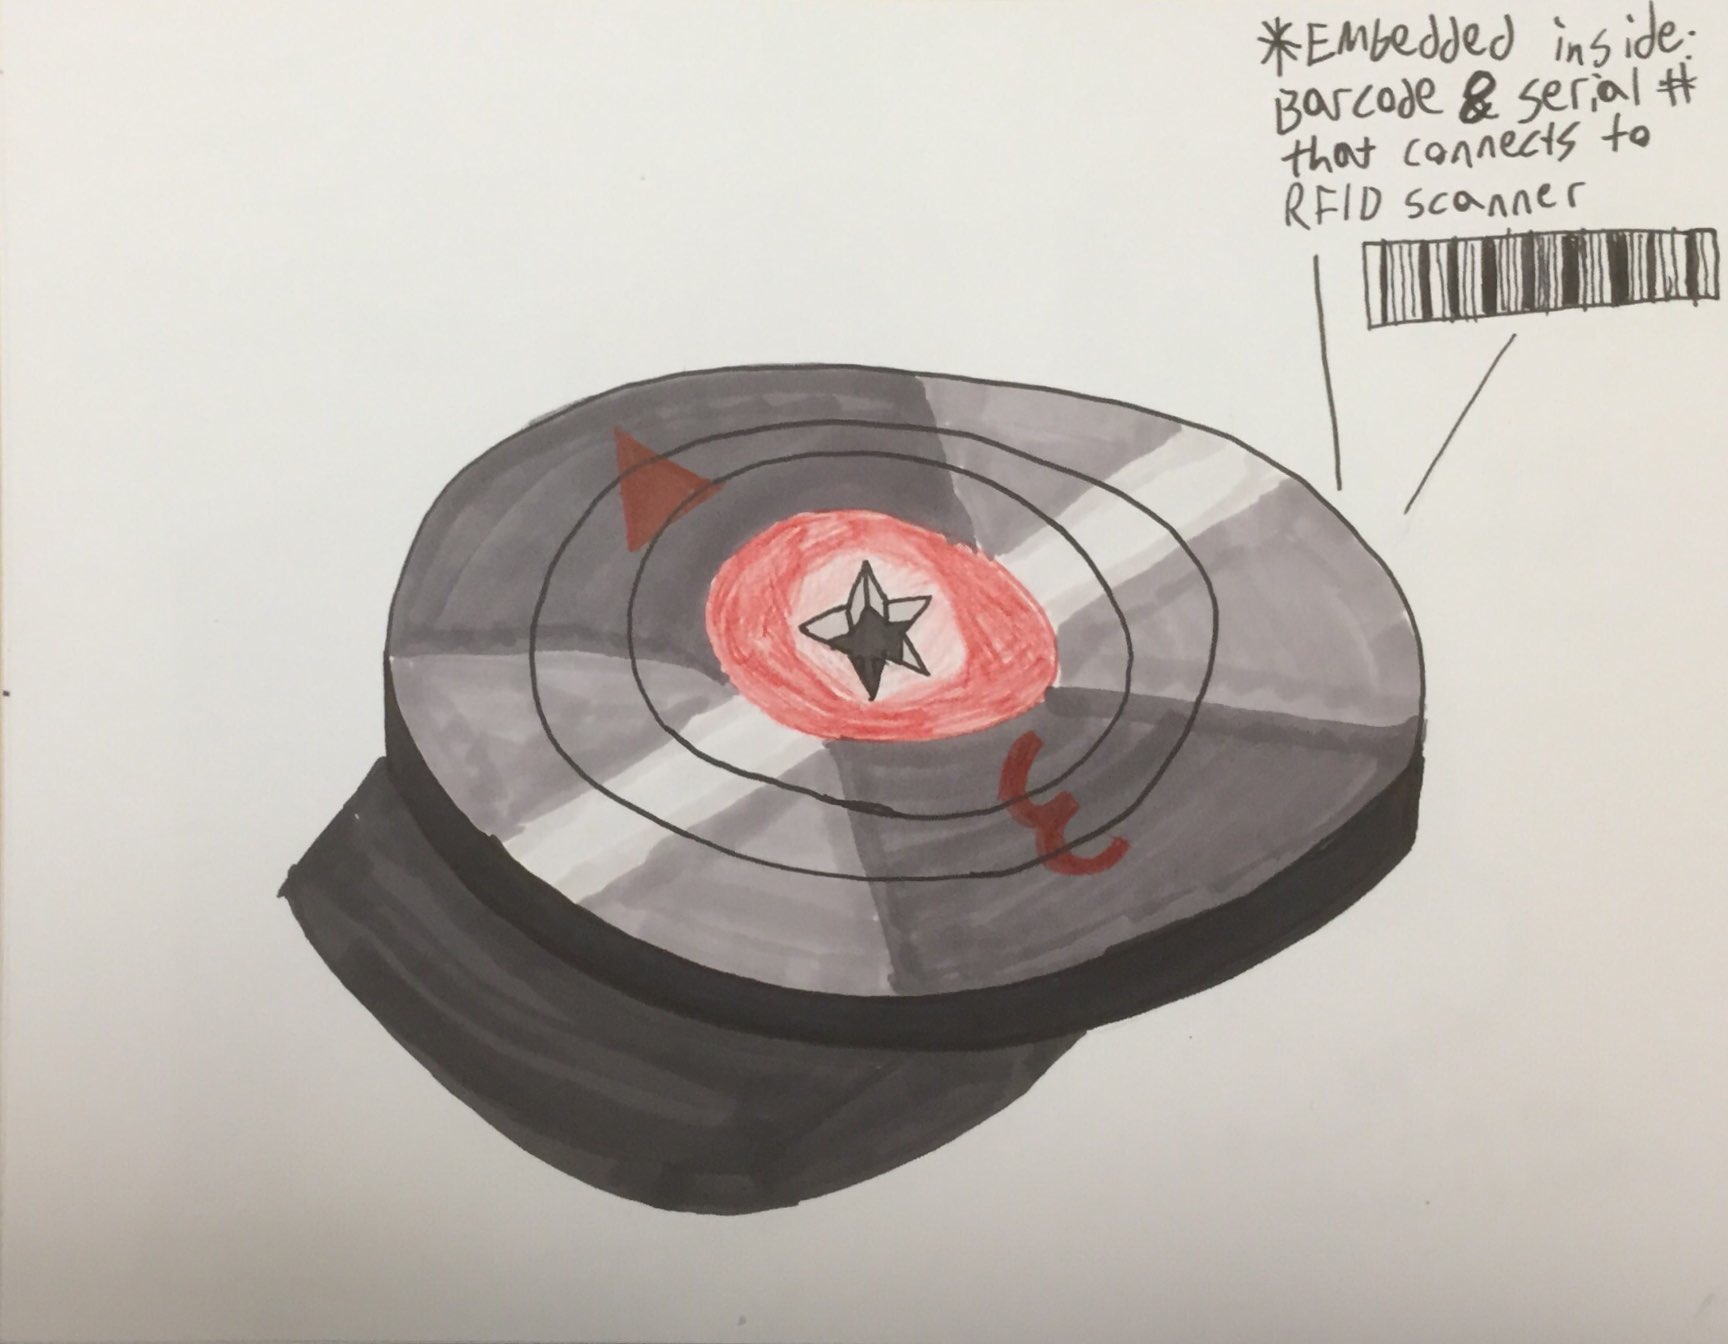 *Embedded inside:
Barcode & serial #
that connects to
RFID scanner